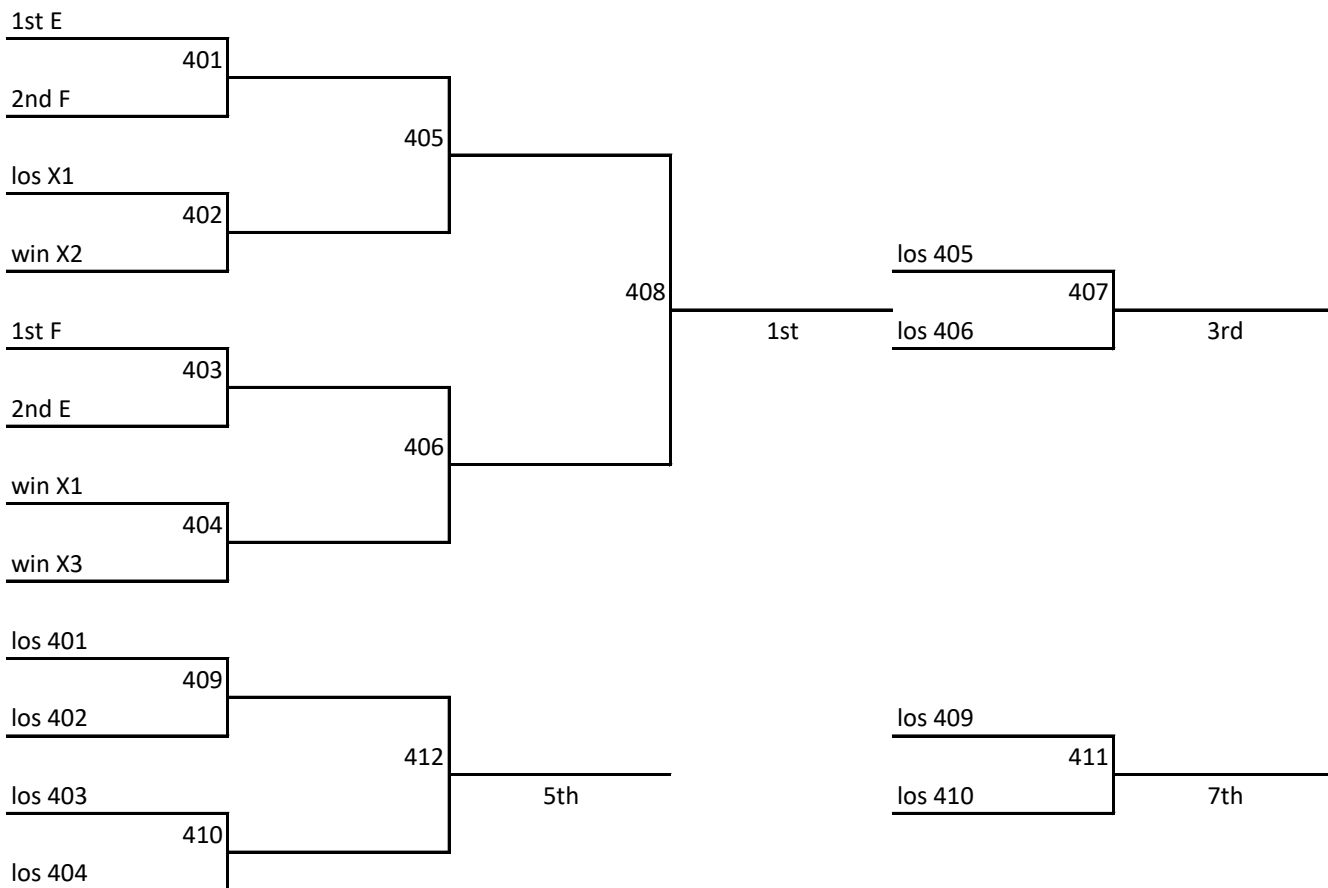 1st E
401
2nd F
405
los X1
402
win X2
los 405
408
407
1st F
1st
los 406
3rd
403
2nd E
406
win X1
404
win X3
los 401
409
los 402
los 409
412
411
los 403
5th
los 410
7th
410
los 404